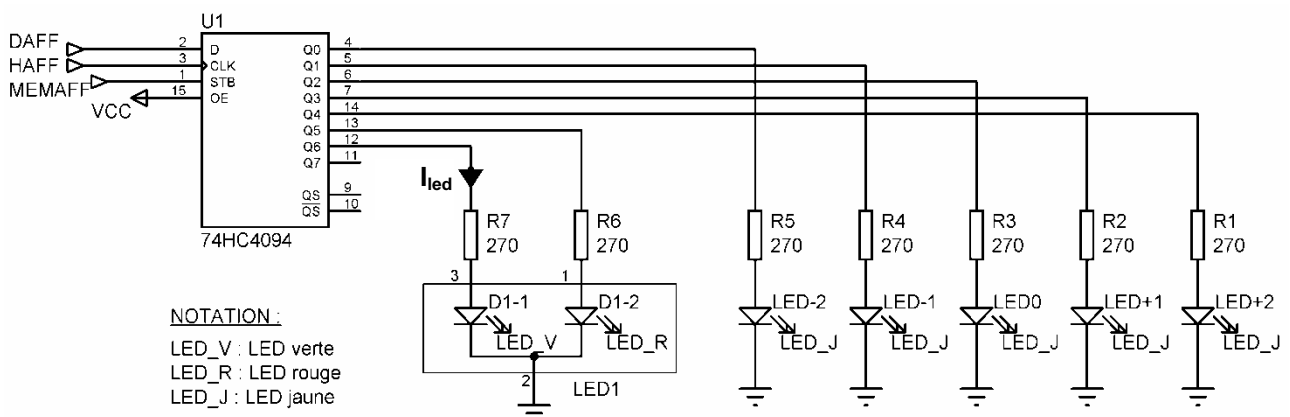 U1
DAFF
HAFF
MEMAFF
VCC
2
3
1
15
D
CLK
STB
OE
Q0
Q1
Q2
Q3
Q4
Q5
Q6
Q7
QS
QS
4
5
6
7
14
13
12
11
9
10
74HC4094
Iled
R7
270
R6
270
R5
270
R4
270
R3
270
R2
270
R1
270
3
1
D1-1
D1-2
LED_V
LED_R
2
LED1
LED-2
LED_J
LED-1
LED_J
LED0
LED_J
LED+1
LED_J
LED+2
LED_J
NOTATION :
LED_V : LED verte
LED_R : LED rouge
LED_J : LED jaune